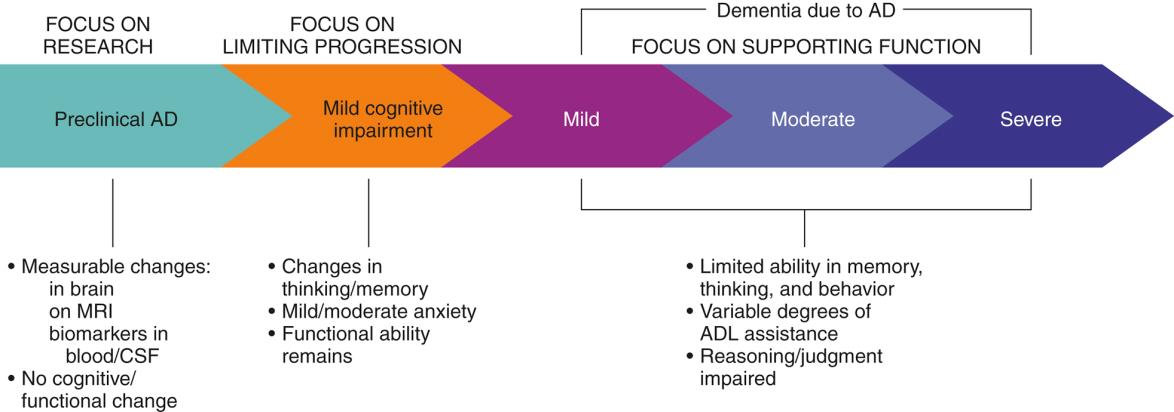 Dementia due to AD
FOCUS ON
RESEARCH
FOCUS ON
LIMITING PROGRESSION
FOCUS ON SUPPORTING FUNCTION
Preclinical AD
Mild cognitive
impairment
Mild
Moderate
Severe
• Measurable changes:
in brain
on MRI
biomarkers in
blood/CSF
• No cognitive/
functional change
• Changes in
thinking/memory
• Mild/moderate anxiety
• Functional ability
remains
• Limited ability in memory,
thinking, and behavior
• Variable degrees of
ADL assistance
• Reasoning/judgment
impaired